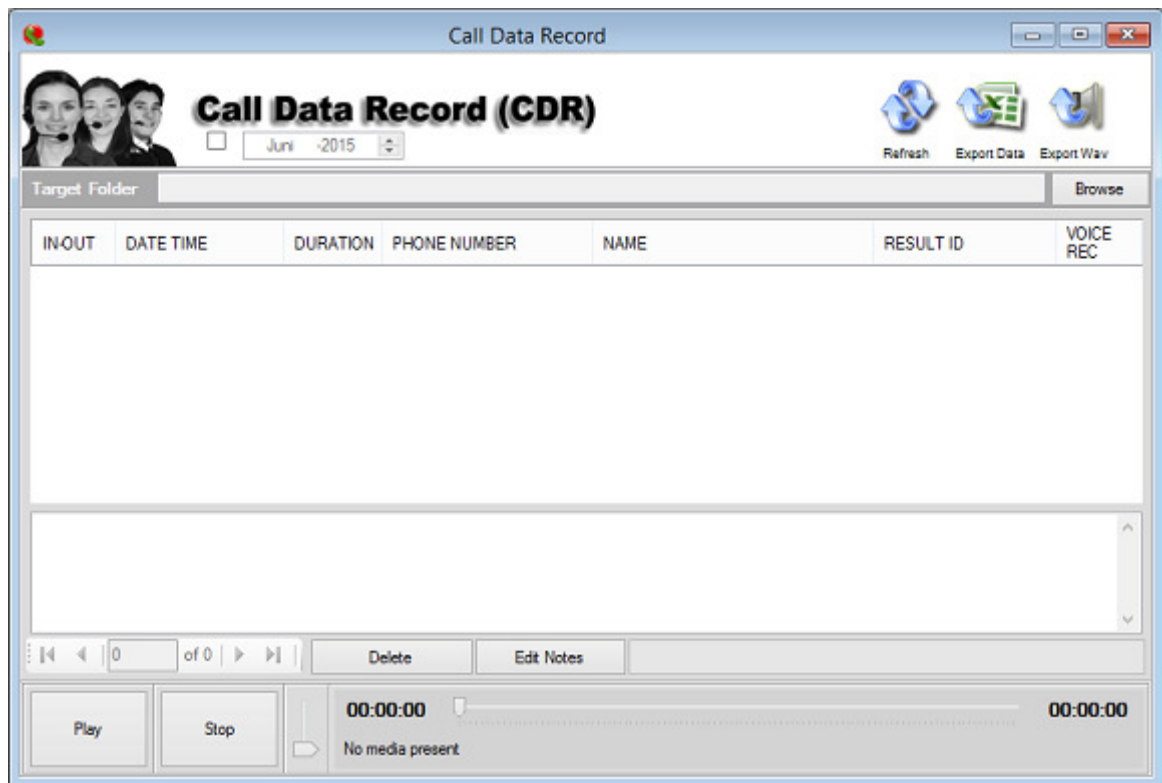 Call Data Record
Call Data Record (CDR)
Juni -2015
Refresh Export Data Export Wav
Target Folder Browse
IN-OUT DATE TIME DURATION PHONE NUMBER NAME RESULT ID VOICE REC
0 of 0 Delete Edit Notes
Play Stop 00:00:00 00:00:00
No media present